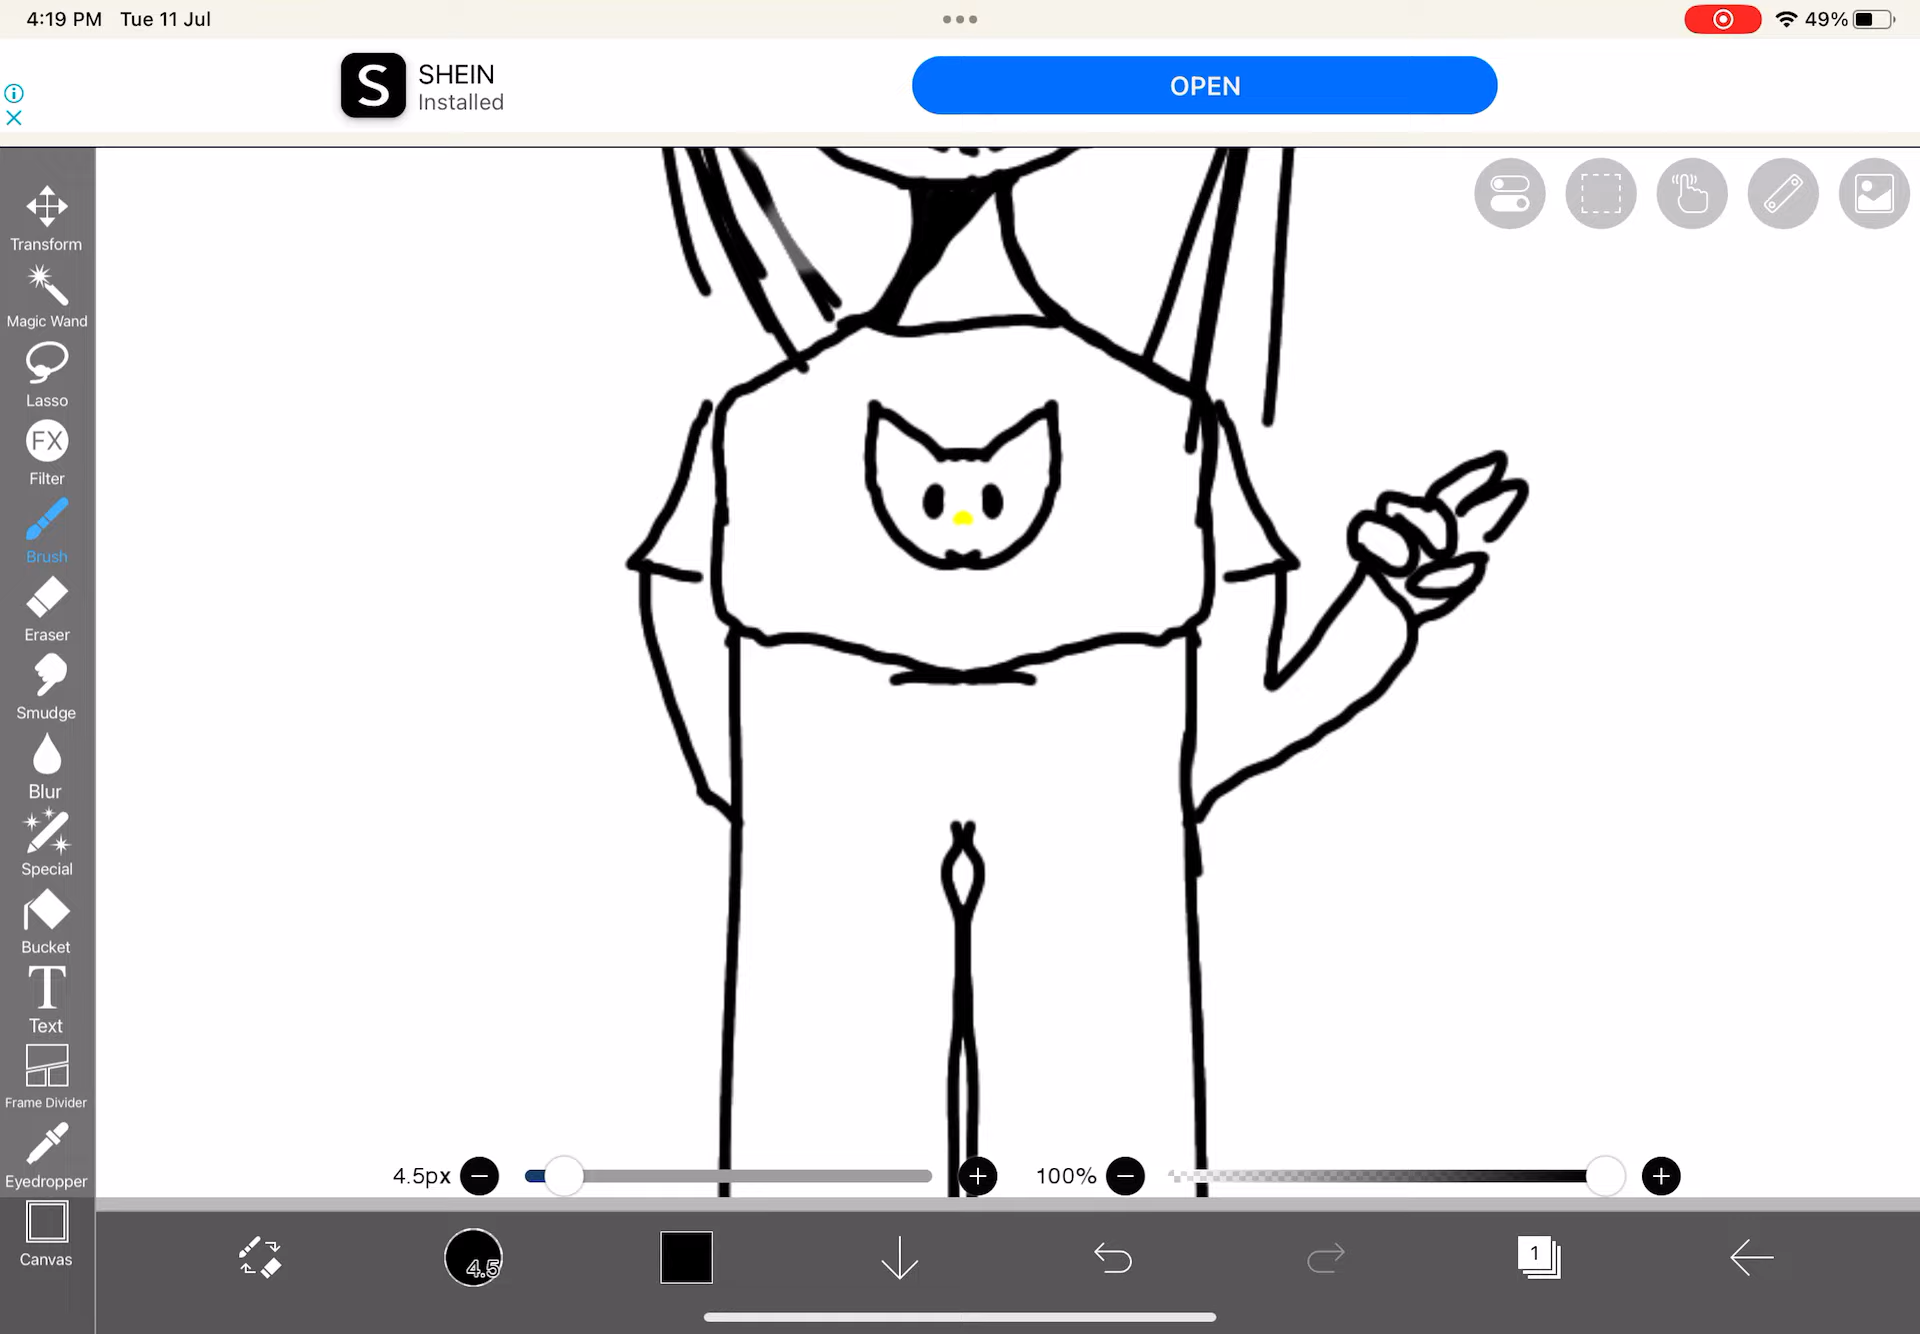 4:19 PM Tue 11 Jul
49%
S
SHEIN
Installed
OPEN
Transform
Magic Wand
Lasso
FX
Filter
Brush
Eraser
Smudge
Blur
Special
Bucket
T
Text
Frame Divider
Eyedropper
Canvas
4.5px
100%
4.5
1